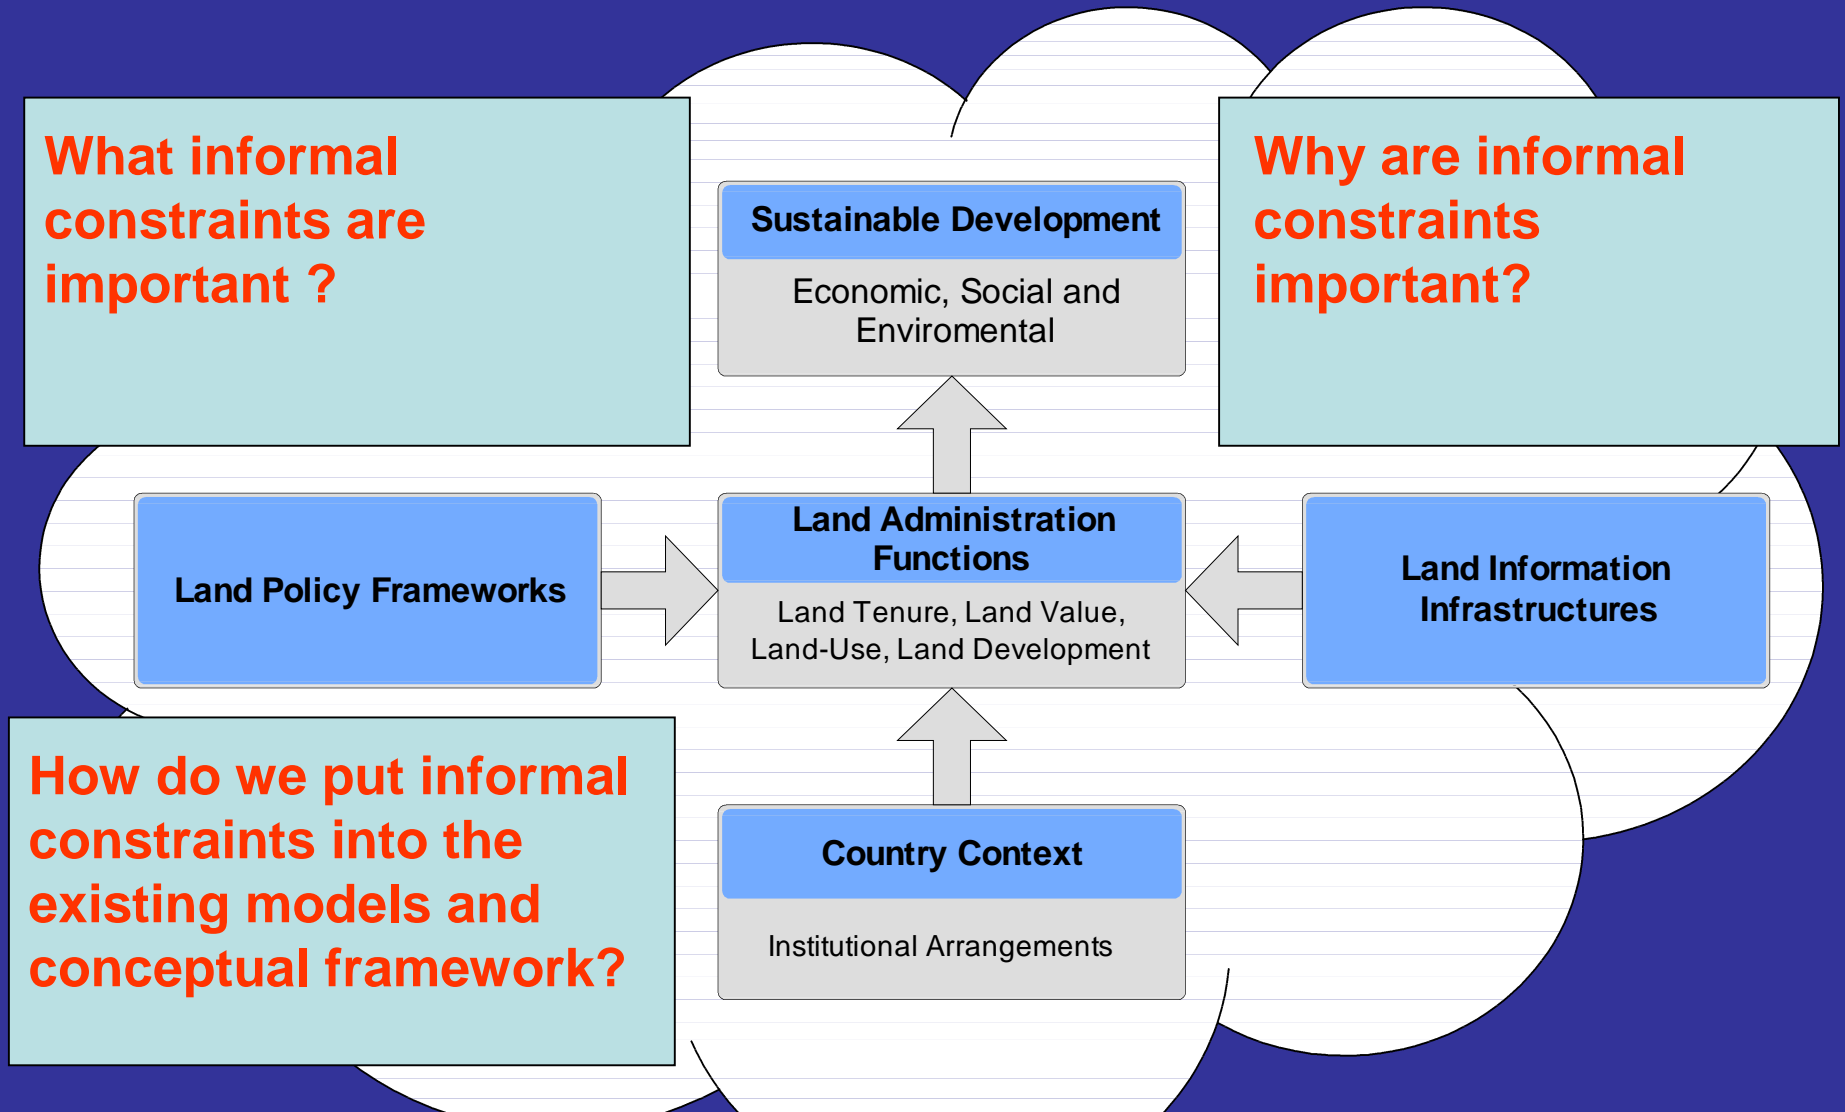 What informal
constraints are
important ?
Why are informal
constraints
important?
Sustainable Development
Economic, Social and
Enviromental
Land Policy Frameworks
Land Administration
Functions
Land Tenure, Land Value,
Land-Use, Land Development
Land Information
Infrastructures
How do we put informal
constraints into the
existing models and
conceptual framework?
Country Context
Institutional Arrangements